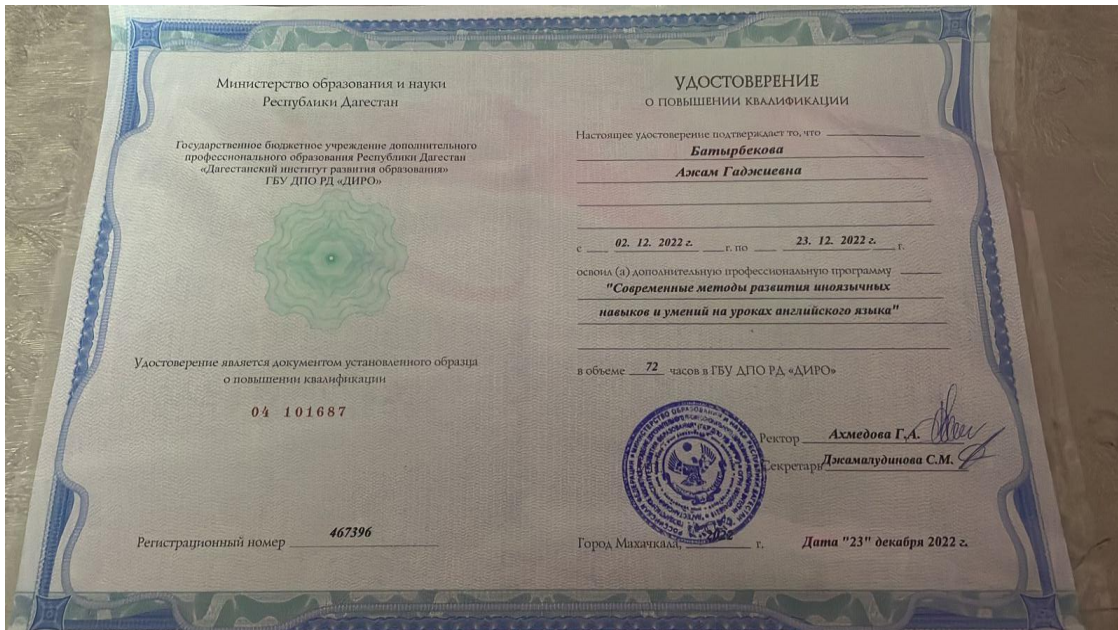 Министерство образования и науки
Республики Дагестан
Государственное бюджетное учреждение дополнительного
профессионального образования Республики Дагестан
«Дагестанский институт развития образования»
ГБУ ДПО РД «ДИРО»
Удостоверение является документом установленного образца
о повышении квалификации
04 101687
Регистрационный номер 467396
УДОСТОВЕРЕНИЕ
О ПОВЫШЕНИИ КВАЛИФИКАЦИИ
Настоящее удостоверение подтверждает то, что
Батырбекова
Ажам Гаджиевна
с 02. 12. 2022 г. г. по 23. 12. 2022 г. г.
освоил (а) дополнительную профессиональную программу
"Современные методы развития иноязычных
навыков и умений на уроках английского языка"
в объеме 72 часов в ГБУ ДПО РД «ДИРО»
Ректор Ахмедова Г.А.
Секретарь Джамалудинова С.М.
Город Махачкала, 2022 г. Дата "23" декабря 2022 г.